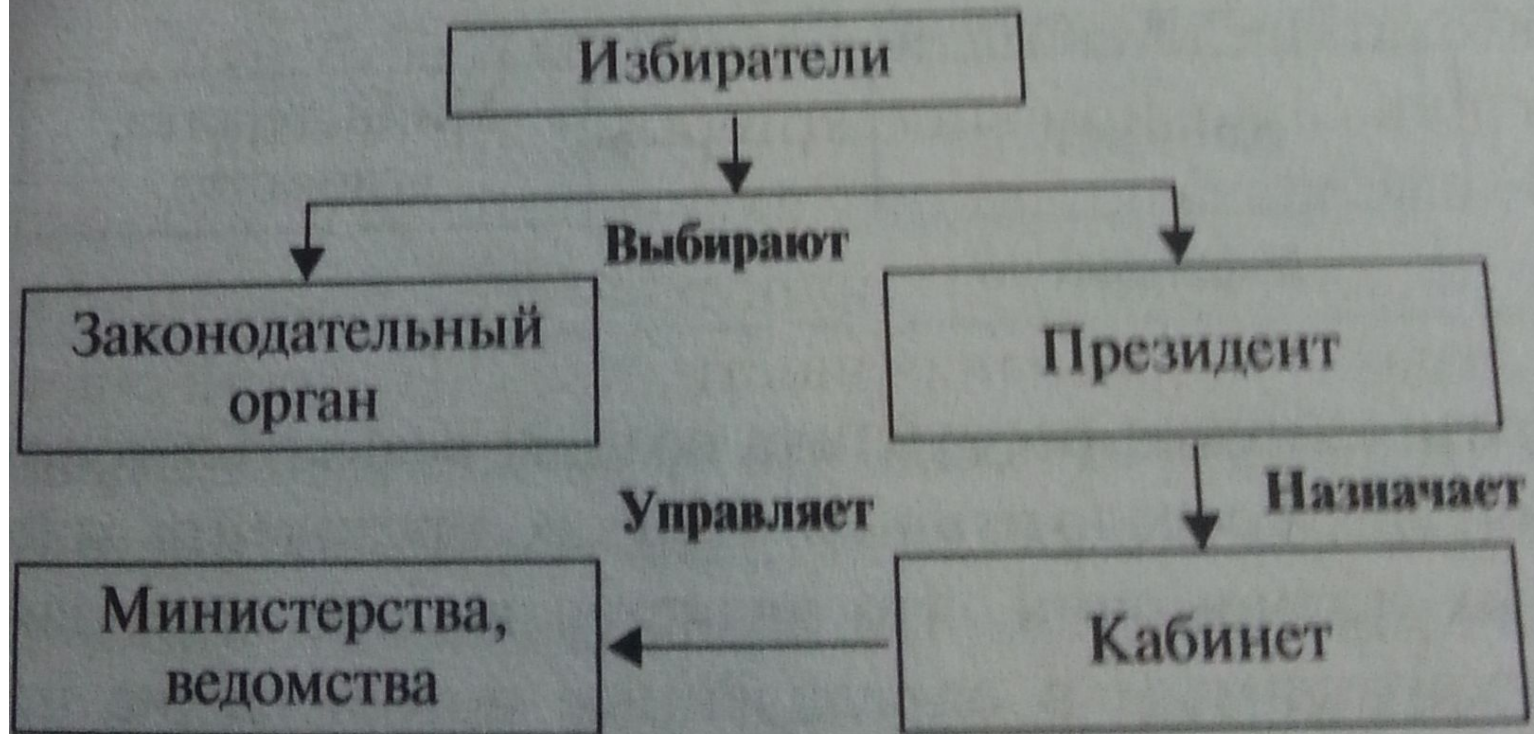 Избиратели
Выбирают
Законодательный
орган
Президент
Назначает
Управляет
Министерства,
ведомства
Кабинет